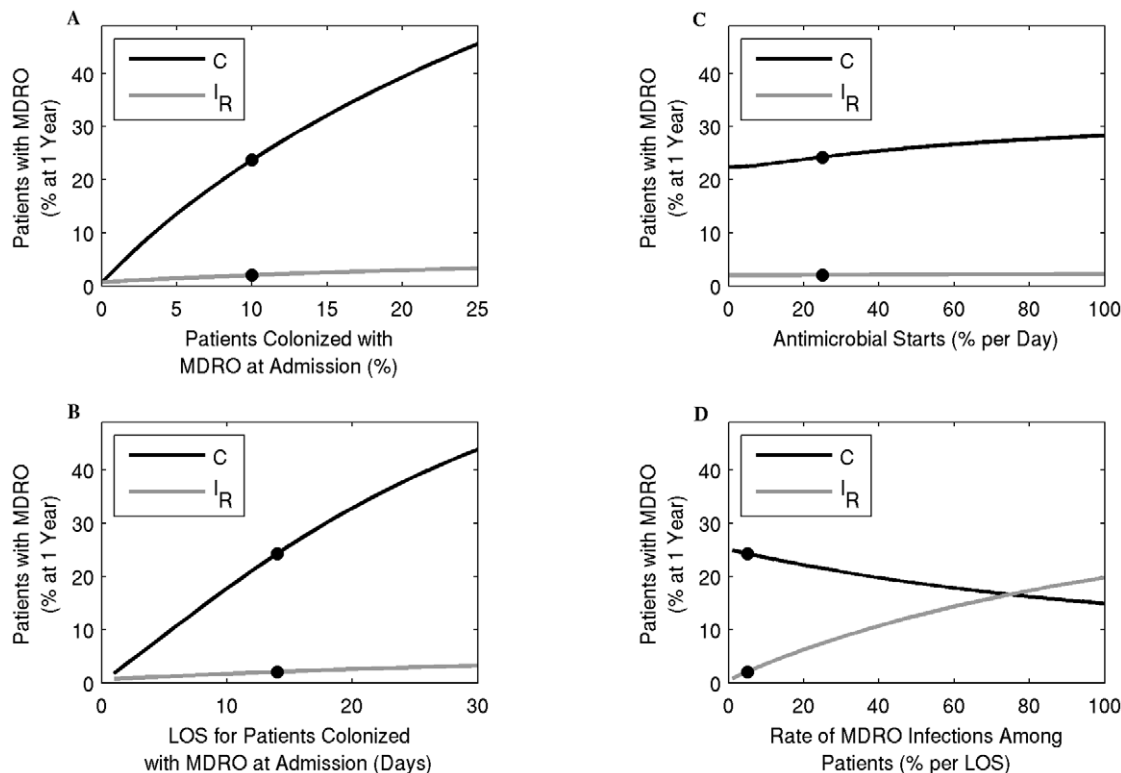 A
C
I_R
Patients with MDRO
(% at 1 Year)
40
30
20
10
0
0 5 10 15 20 25
Patients Colonized with
MDRO at Admission (%)
B
C
I_R
Patients with MDRO
(% at 1 Year)
40
30
20
10
0
0 10 20 30
LOS for Patients Colonized
with MDRO at Admission (Days)
C
C
I_R
Patients with MDRO
(% at 1 Year)
40
30
20
10
0
0 20 40 60 80 100
Antimicrobial Starts (% per Day)
D
C
I_R
Patients with MDRO
(% at 1 Year)
40
30
20
10
0
0 20 40 60 80 100
Rate of MDRO Infections Among
Patients (% per LOS)